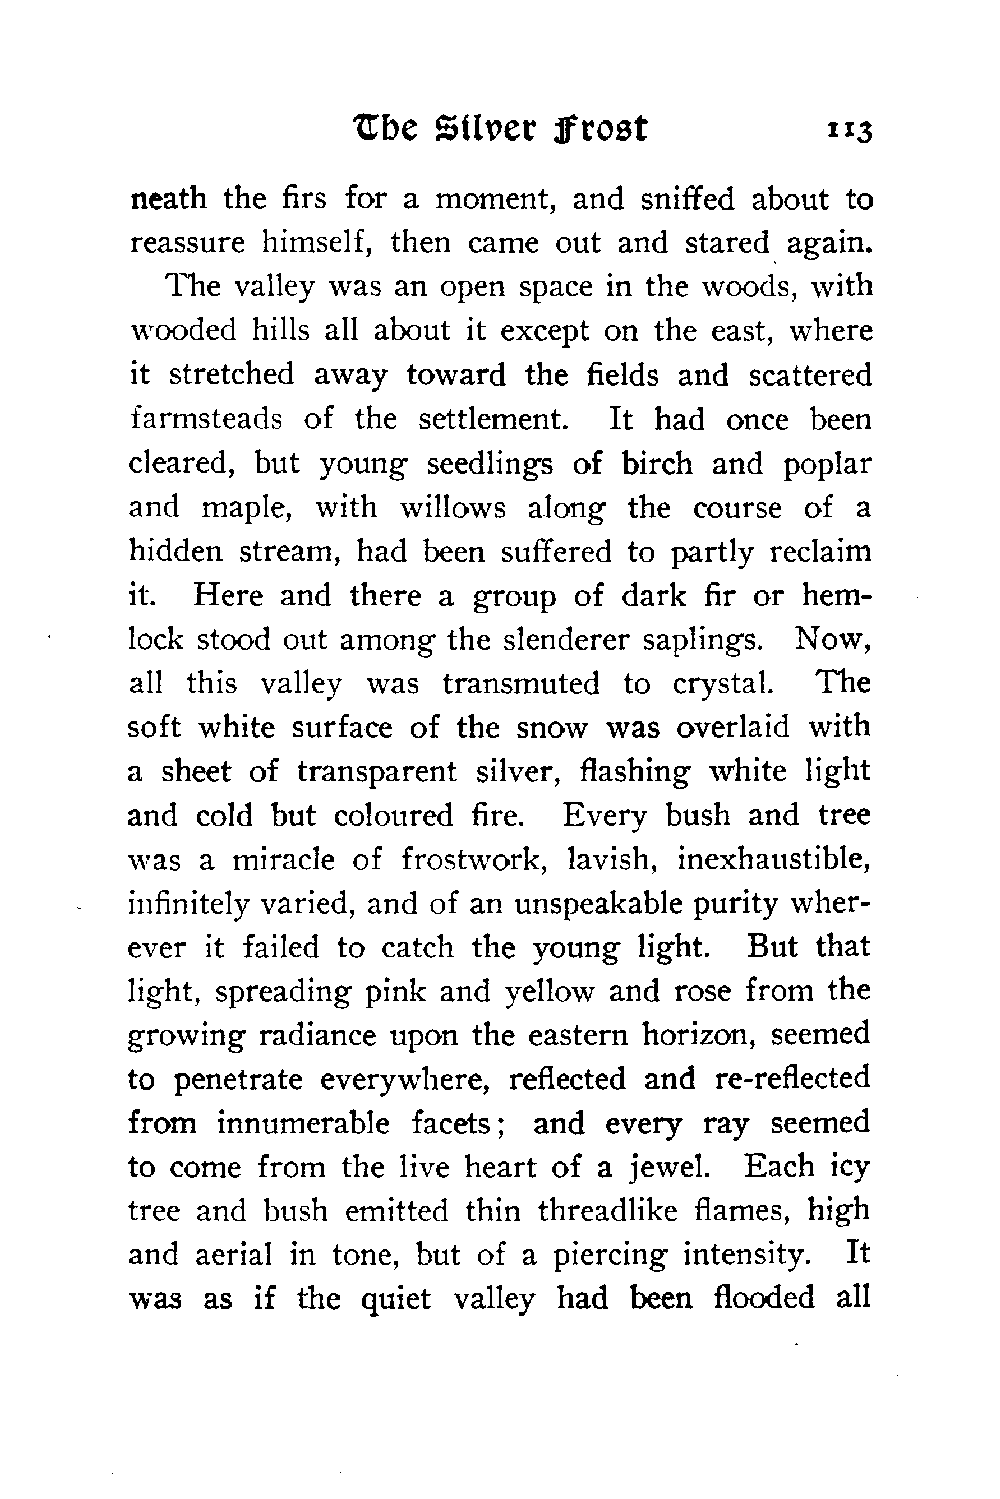 The Silver Frost 113
neath the firs for a moment, and sniffed about to
reassure himself, then came out and stared again.
The valley was an open space in the woods, with
wooded hills all about it except on the east, where
it stretched away toward the fields and scattered
farmsteads of the settlement. It had once been
cleared, but young seedlings of birch and poplar
and maple, with willows along the course of a
hidden stream, had been suffered to partly reclaim
it. Here and there a group of dark fir or hem-
lock stood out among the slenderer saplings. Now,
all this valley was transmuted to crystal. The
soft white surface of the snow was overlaid with
a sheet of transparent silver, flashing white light
and cold but coloured fire. Every bush and tree
was a miracle of frostwork, lavish, inexhaustible,
infinitely varied, and of an unspeakable purity wher-
ever it failed to catch the young light. But that
light, spreading pink and yellow and rose from the
growing radiance upon the eastern horizon, seemed
to penetrate everywhere, reflected and re-reflected
from innumerable facets; and every ray seemed
to come from the live heart of a jewel. Each icy
tree and bush emitted thin threadlike flames, high
and aerial in tone, but of a piercing intensity. It
was as if the quiet valley had been flooded all